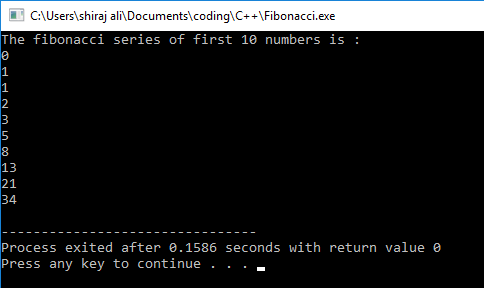 C:\Users\shiraj ali\Documents\coding\C++\Fibonacci.exe
The fibonacci series of first 10 numbers is :
0
1
1
2
3
5
8
13
21
34
--------------------------------
Process exited after 0.1586 seconds with return value 0
Press any key to continue . . .